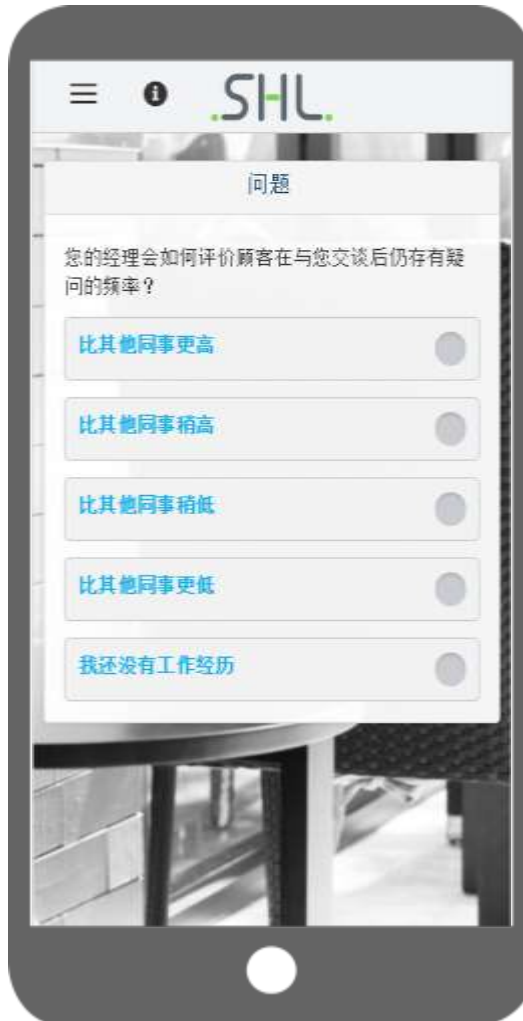 .SHL.
问题
您的经理会如何评价顾客在与您交谈后仍存有疑
问的频率？
比其他同事更高
比其他同事稍高
比其他同事稍低
比其他同事更低
我还没有工作经历